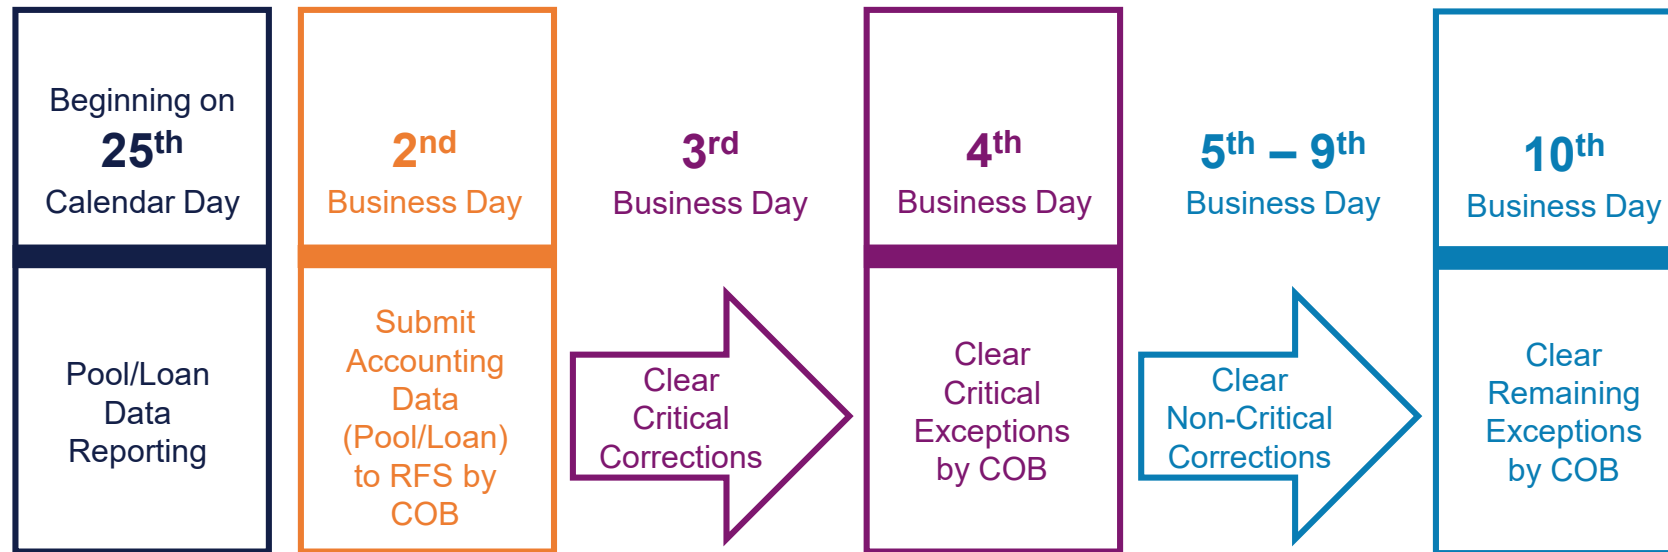 Beginning on
25th
Calendar Day
Pool/Loan
Data
Reporting
2nd
Business Day
Submit
Accounting
Data
(Pool/Loan)
to RFS by
COB
3rd
Business Day
Clear
Critical
Corrections
4th
Business Day
Clear
Critical
Exceptions
by COB
5th – 9th
Business Day
Clear
Non-Critical
Corrections
10th
Business Day
Clear
Remaining
Exceptions
by COB